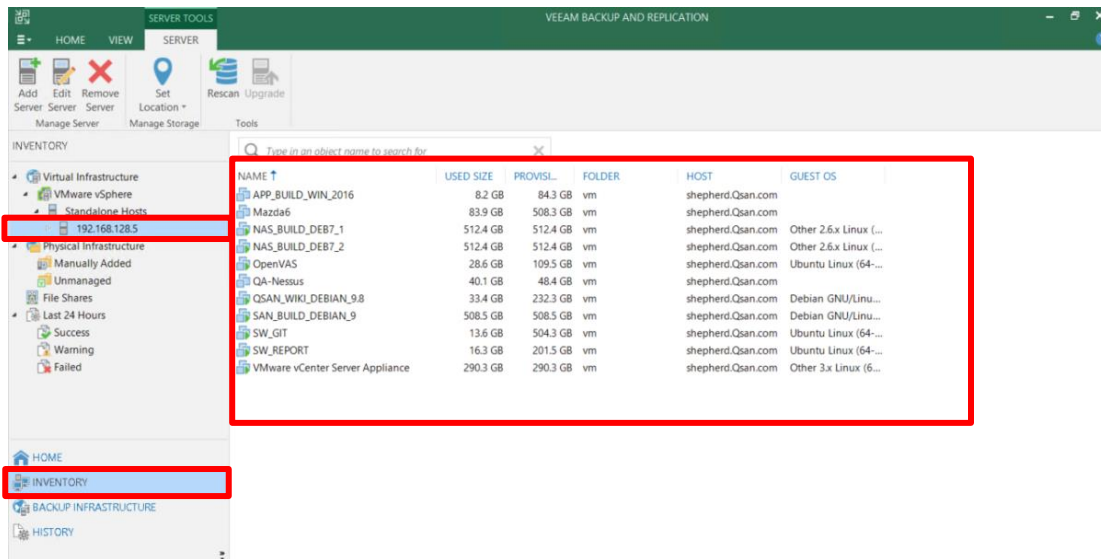 SERVER TOOLS VEEAM BACKUP AND REPLICATION
HOME VIEW SERVER
Add Server Edit Server Remove Server Set Location Rescan Upgrade
Manage Server Manage Storage Tools
INVENTORY
Type in an object name to search for
Virtual Infrastructure
VMware vSphere
Standalone Hosts
192.168.128.5
Physical Infrastructure
Manually Added
Unmanaged
File Shares
Last 24 Hours
Success
Warning
Failed
NAME USED SIZE PROVISI... FOLDER HOST GUEST OS
APP_BUILD_WIN_2016 8.2 GB 84.3 GB vm shepherd.Qsan.com
Mazda6 83.9 GB 508.3 GB vm shepherd.Qsan.com
NAS_BUILD_DEB7_1 512.4 GB 512.4 GB vm shepherd.Qsan.com Other 2.6.x Linux (...
NAS_BUILD_DEB7_2 512.4 GB 512.4 GB vm shepherd.Qsan.com Other 2.6.x Linux (...
OpenVAS 28.6 GB 109.5 GB vm shepherd.Qsan.com Ubuntu Linux (64-...
QA-Nessus 40.1 GB 48.4 GB vm shepherd.Qsan.com
QSAN_WIKI_DEBIAN_9.8 33.4 GB 232.3 GB vm shepherd.Qsan.com Debian GNU/Linu...
SAN_BUILD_DEBIAN_9 508.5 GB 508.5 GB vm shepherd.Qsan.com Debian GNU/Linu...
SW_GIT 13.6 GB 504.3 GB vm shepherd.Qsan.com Ubuntu Linux (64-...
SW_REPORT 16.3 GB 201.5 GB vm shepherd.Qsan.com Ubuntu Linux (64-...
VMware vCenter Server Appliance 290.3 GB 290.3 GB vm shepherd.Qsan.com Other 3.x Linux (6...
HOME
INVENTORY
BACKUP INFRASTRUCTURE
HISTORY